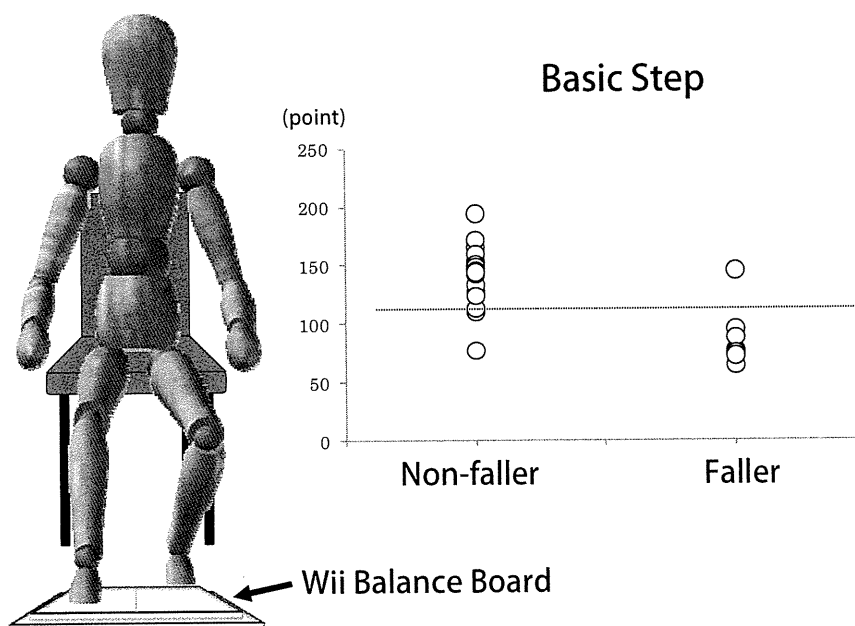 Basic Step
(point)
250
200
150
100
50
0
Non-faller
Faller
Wii Balance Board